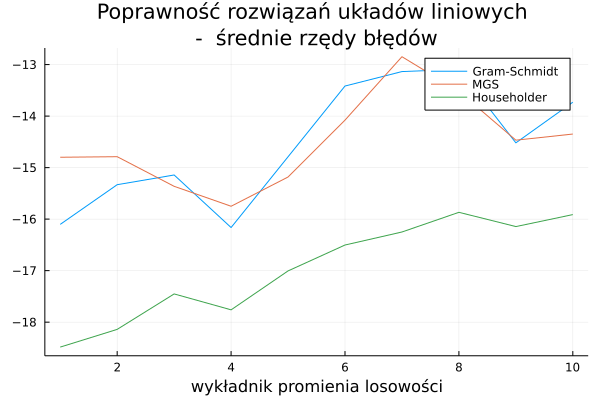 Poprawność rozwiązań układów liniowych
- średnie rzędy błędów
Gram-Schmidt
MGS
Householder
−13
−14
−15
−16
−17
−18
2
4
6
8
10
wykładnik promienia losowości